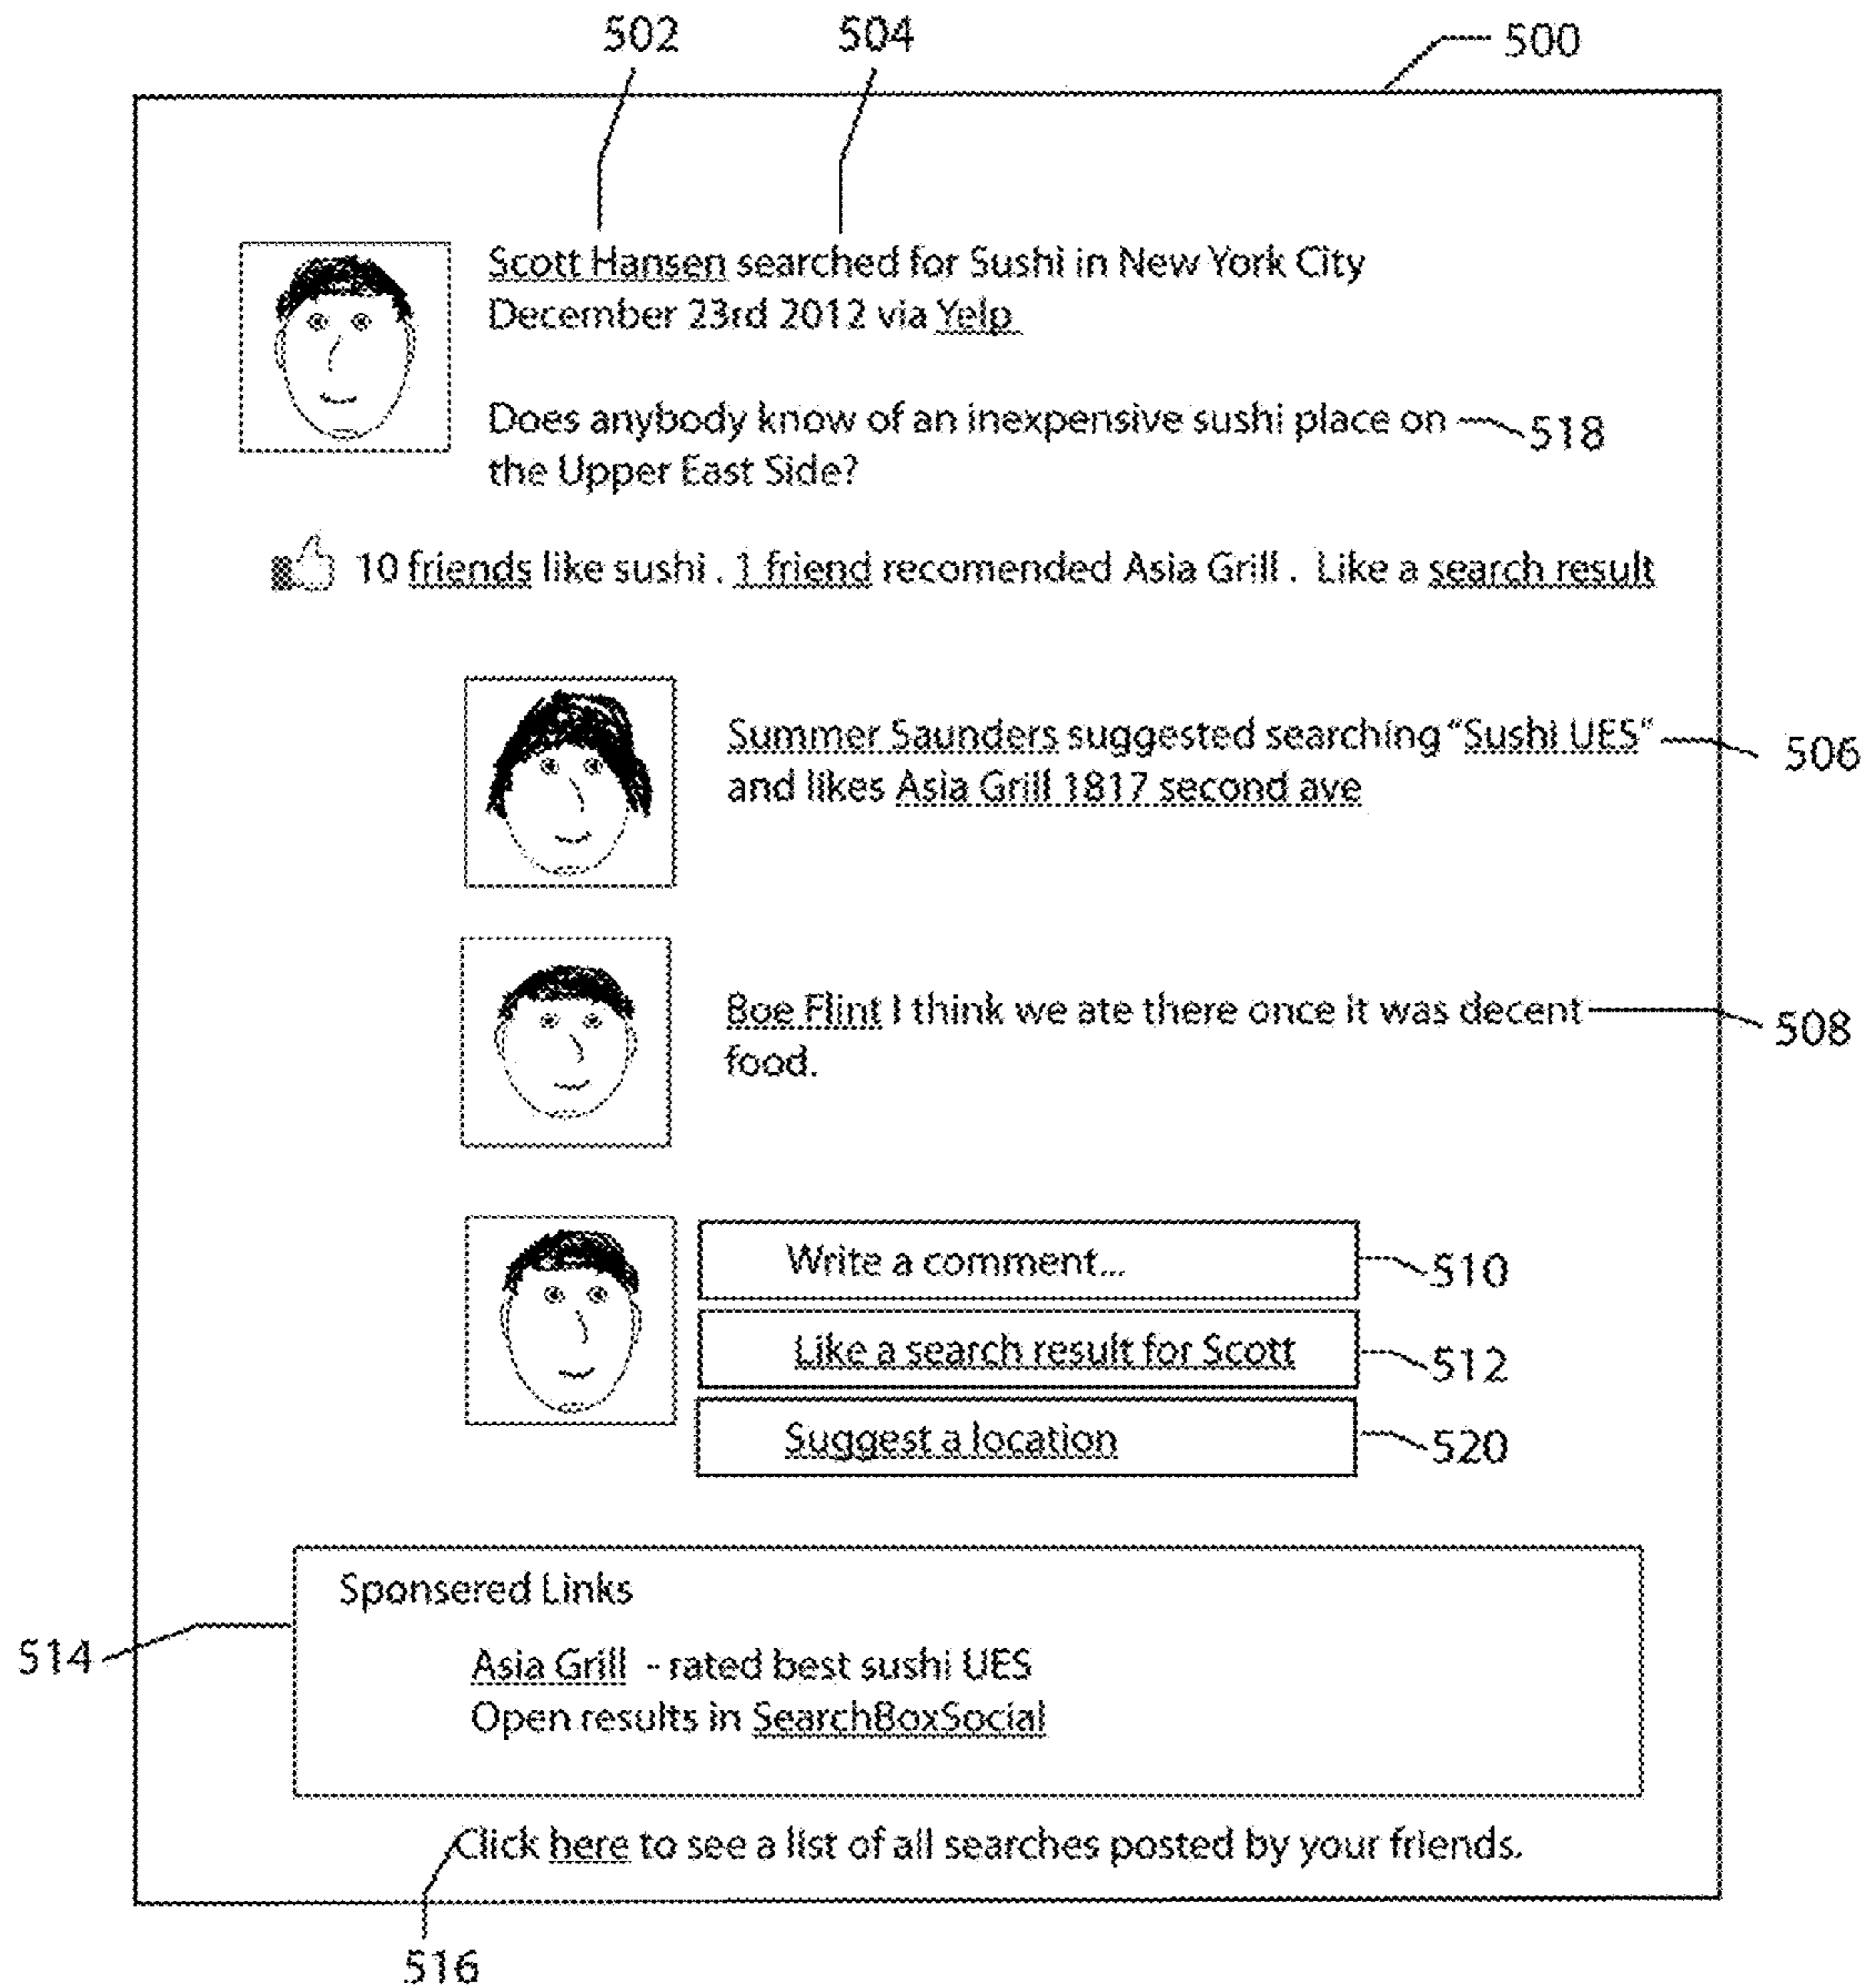 502
504
500
Scott Hansen searched for Sushi in New York City
December 23rd 2012 via Yelp
Does anybody know of an inexpensive sushi place on
518
the Upper East Side?
10 friends like sushi . 1 friend recomended Asia Grill . Like a search result
Summer Saunders suggested searching "Sushi UES"
506
and likes Asia Grill 1817 second ave
Boe Flint I think we ate there once it was decent
508
food.
Write a comment...
510
Like a search result for Scott
512
Suggest a location
520
Sponsered Links
514
Asia Grill - rated best sushi UES
Open results in SearchBoxSocial
Click here to see a list of all searches posted by your friends.
516